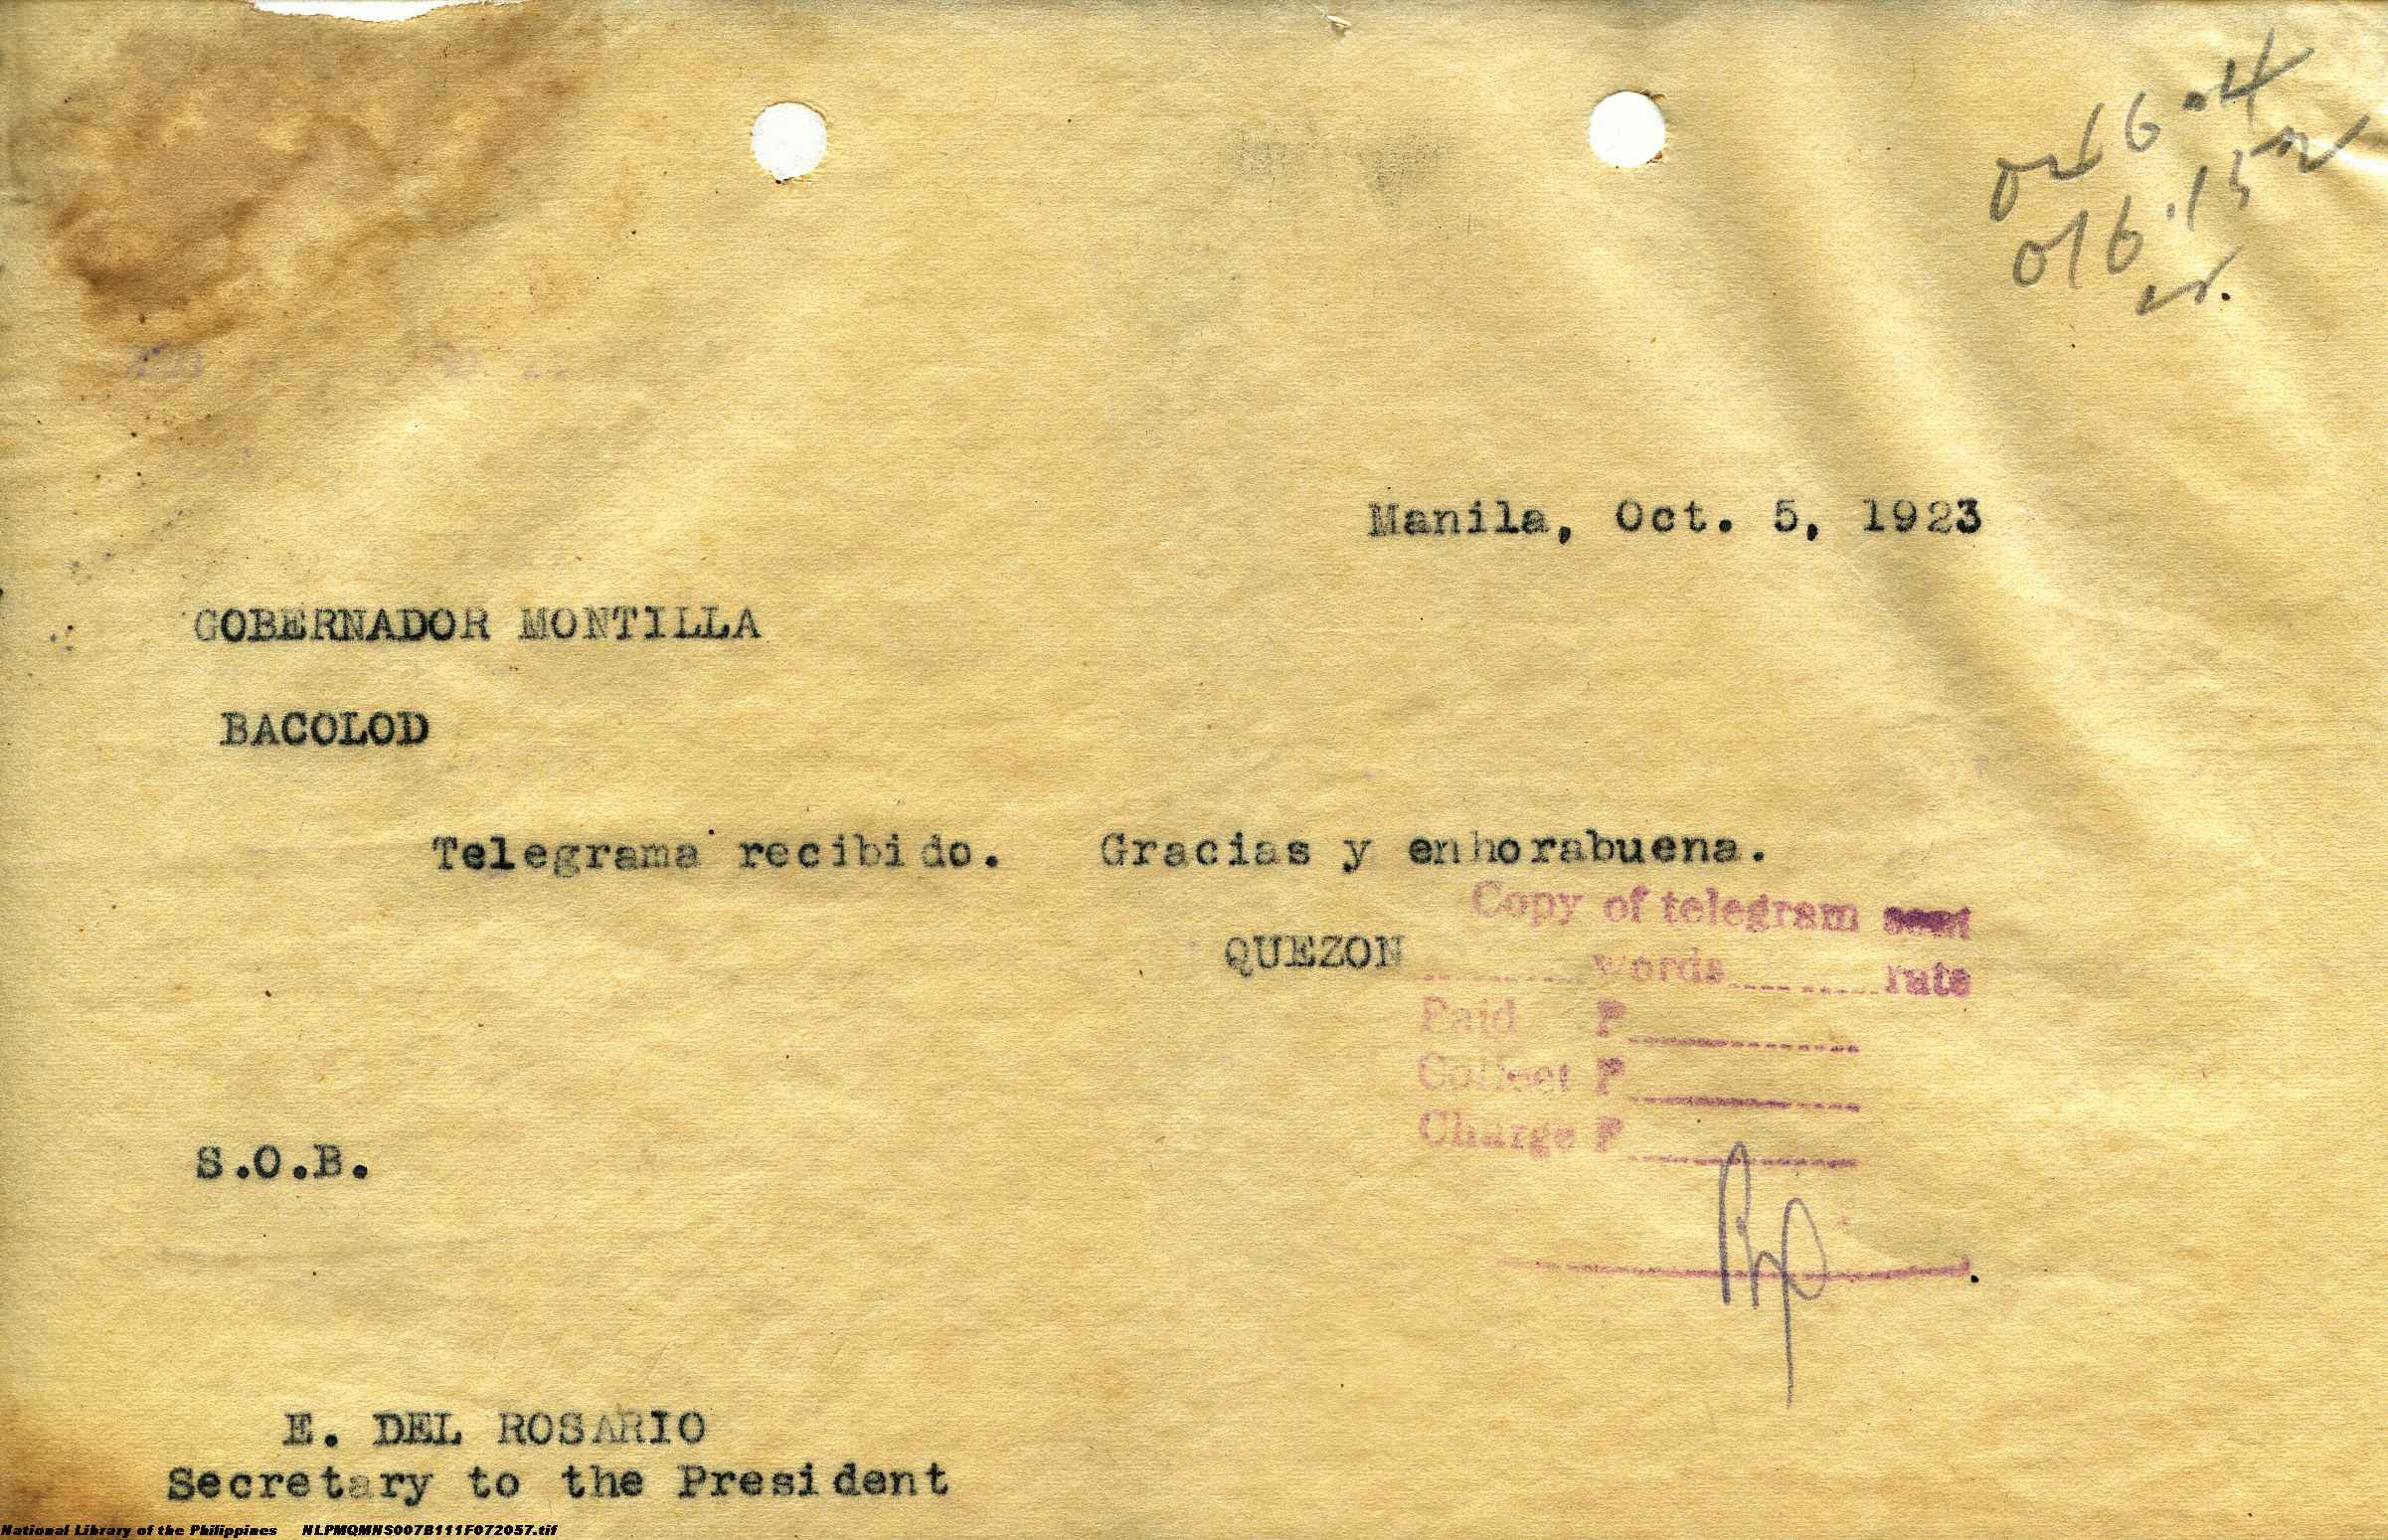 Manila, Oct. 5, 1923
GOBERNADOR MONTILLA
BACOLOD
Telegrama recibido. Gracias y enhorabuena.
Copy of telegram sent
QUEZON
words rate
Paid P
Collect P
Charge P
S.O.B.
E. DEL ROSARIO
Secretary to the President
National Library of the Philippines NLPMQMNS007B111F072057.tif